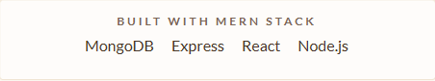 BUILT WITH MERN STACK
MongoDB Express React Node.js